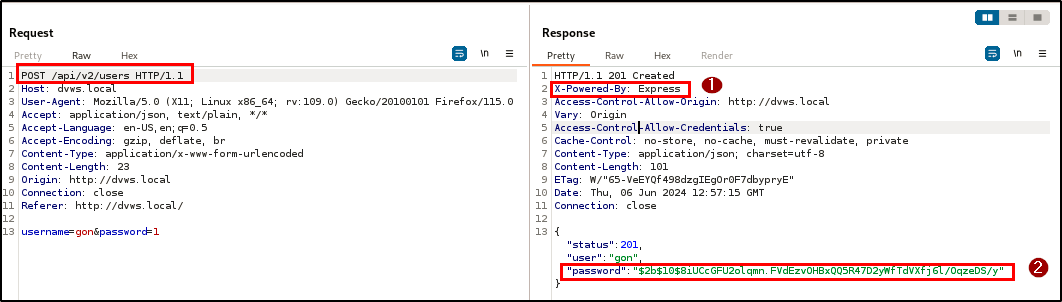 Request
Pretty Raw Hex \n
1 POST /api/v2/users HTTP/1.1
2 Host: dvws.local
3 User-Agent: Mozilla/5.0 (X11; Linux x86_64; rv:109.0) Gecko/20100101 Firefox/115.0
4 Accept: application/json, text/plain, */*
5 Accept-Language: en-US,en;q=0.5
6 Accept-Encoding: gzip, deflate, br
7 Content-Type: application/x-www-form-urlencoded
8 Content-Length: 23
9 Origin: http://dvws.local
10 Connection: close
11 Referer: http://dvws.local/
12
13 username=gon&password=1
Response
Pretty Raw Hex Render \n
1 HTTP/1.1 201 Created
2 X-Powered-By: Express
1
3 Access-Control-Allow-Origin: http://dvws.local
4 Vary: Origin
5 Access-Control-Allow-Credentials: true
6 Cache-Control: no-store, no-cache, must-revalidate, private
7 Content-Type: application/json; charset=utf-8
8 Content-Length: 101
9 ETag: W/"65-VeEYQf498dzgIEgOr0F7dbypryE"
10 Date: Thu, 06 Jun 2024 12:57:15 GMT
11 Connection: close
12
13 {
"status":201,
"user":"gon",
"password":"$2b$10$8iUCcGFU2olqmn.FVdEzvOHBxQQ5R47D2yWfTdVXfj6l/OqzeDS/y"
2
}